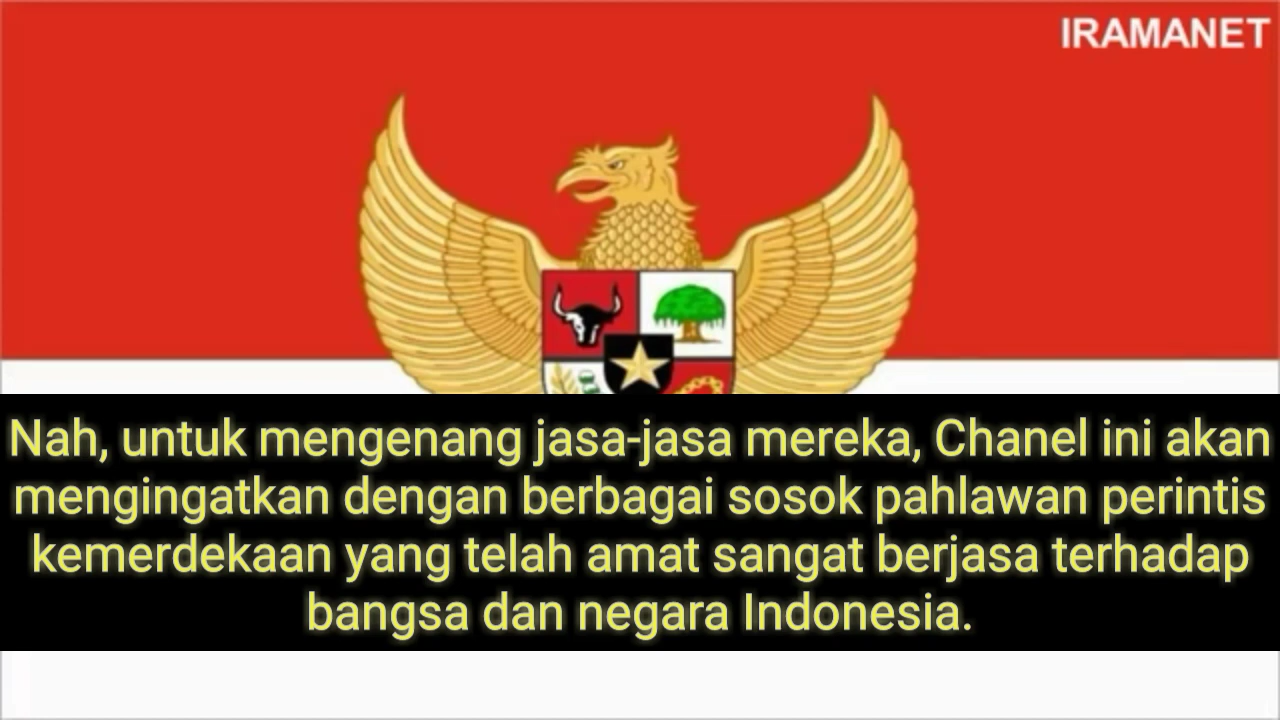 IRAMANET
Nah, untuk mengenang jasa-jasa mereka, Chanel ini akan
mengingatkan dengan berbagai sosok pahlawan perintis
kemerdekaan yang telah amat sangat berjasa terhadap
bangsa dan negara Indonesia.